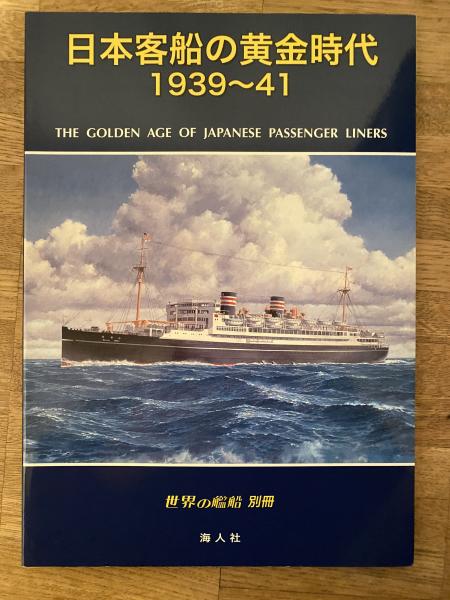 日本客船の黄金時代
1939〜41
THE GOLDEN AGE OF JAPANESE PASSENGER LINERS
世界の艦船 別冊
海人社